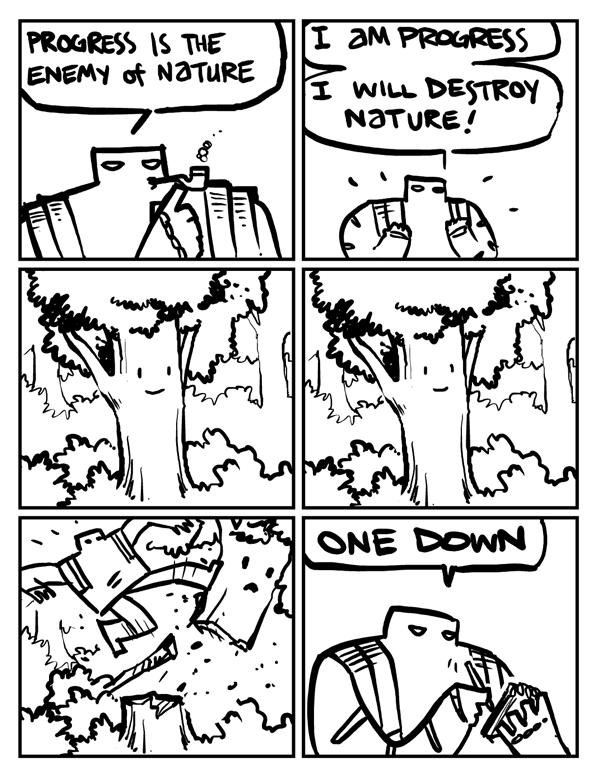 PROGRESS IS THE
ENEMY of NaTURE
I aM PROGRESS
I WILL DESTROY
NaTURE!
ONE DOWN